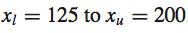 x_l = 125 to x_u = 200